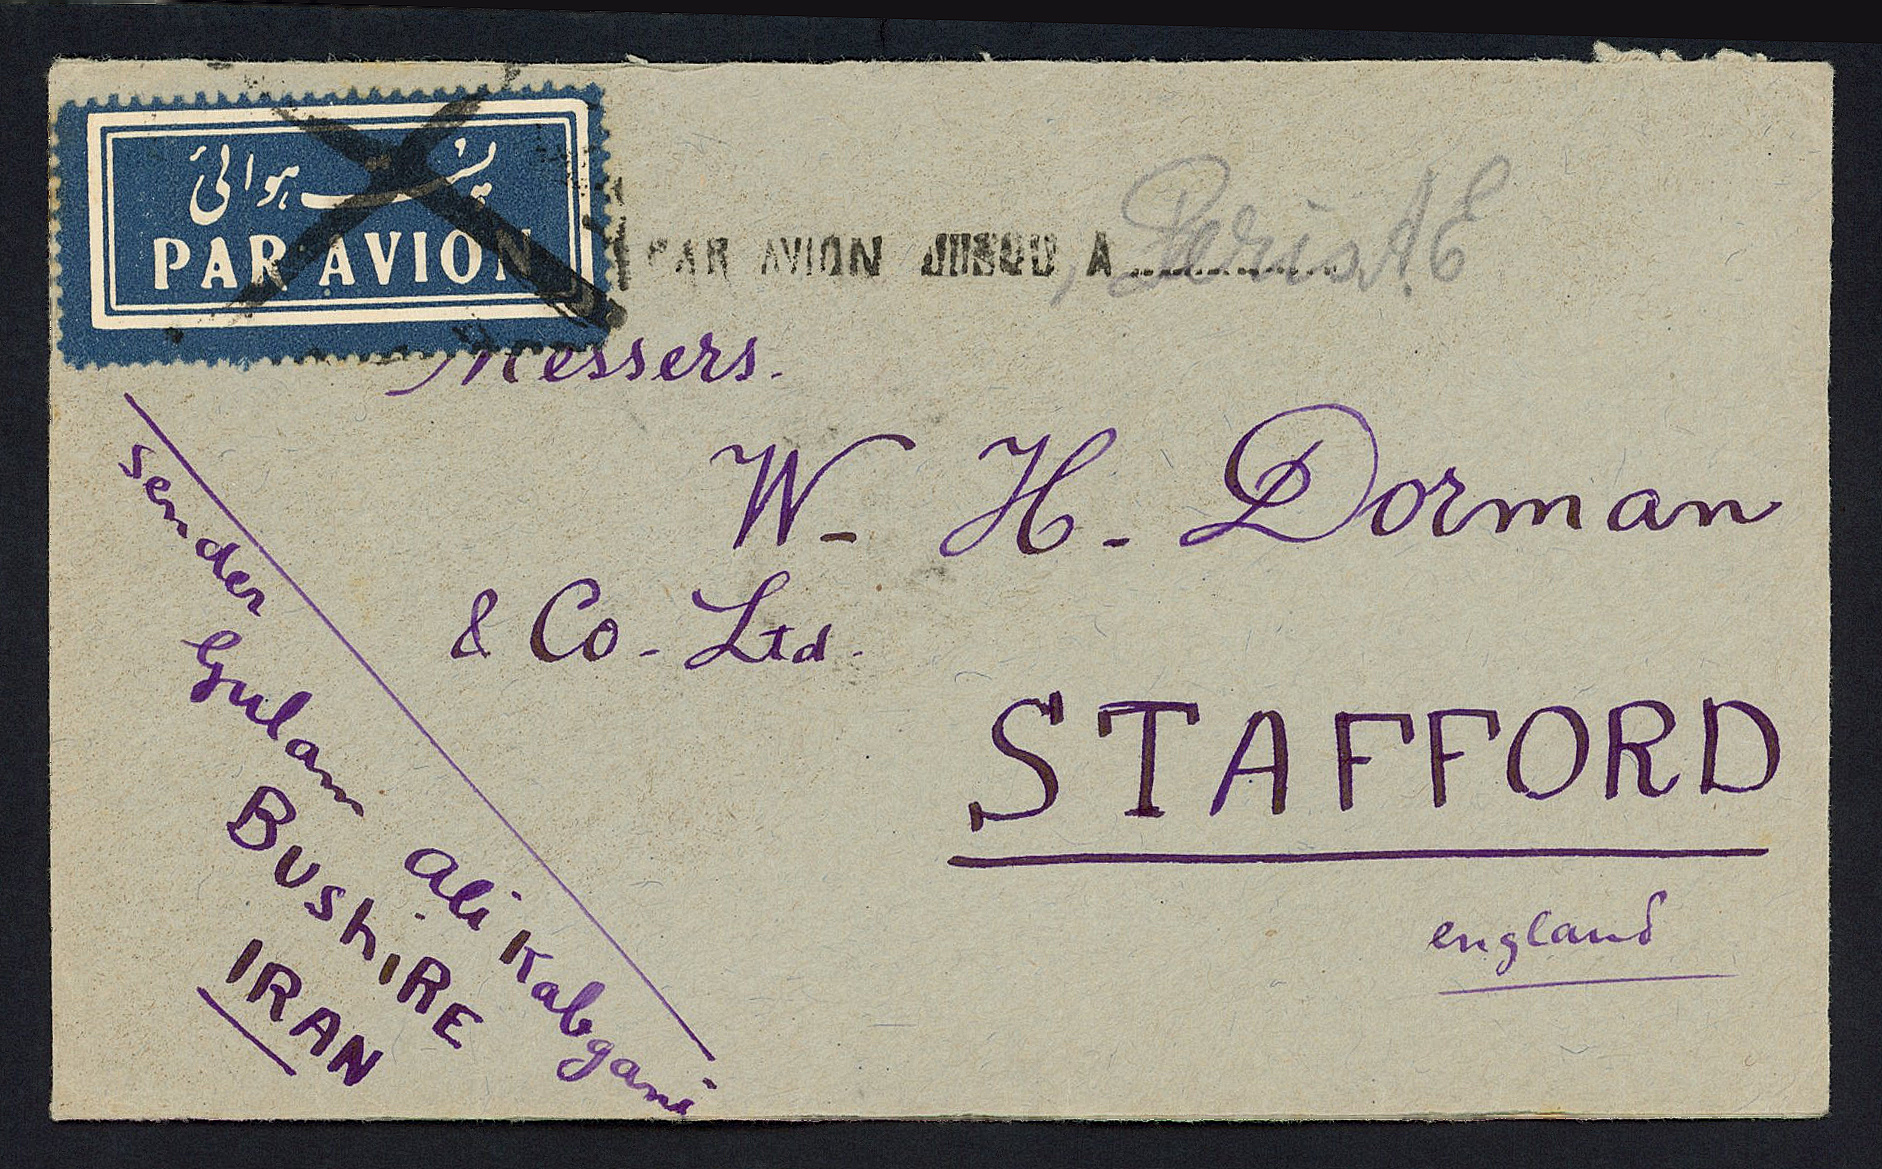 پست هوائی
PAR AVION
PAR AVION JUSQU A Paris A.E
Messers.
W- H- Dorman
& Co- Ltd.
STAFFORD
england
sender
Gulam Ali Kabgani
BUSHIRE
IRAN